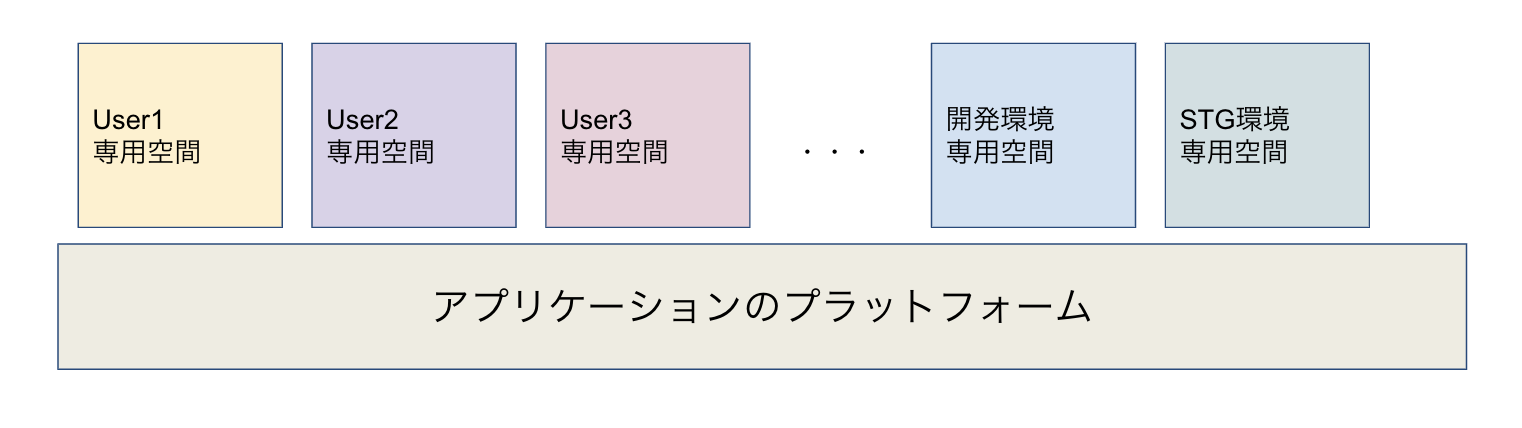 User1
専用空間
User2
専用空間
User3
専用空間
・・・
開発環境
専用空間
STG環境
専用空間
アプリケーションのプラットフォーム